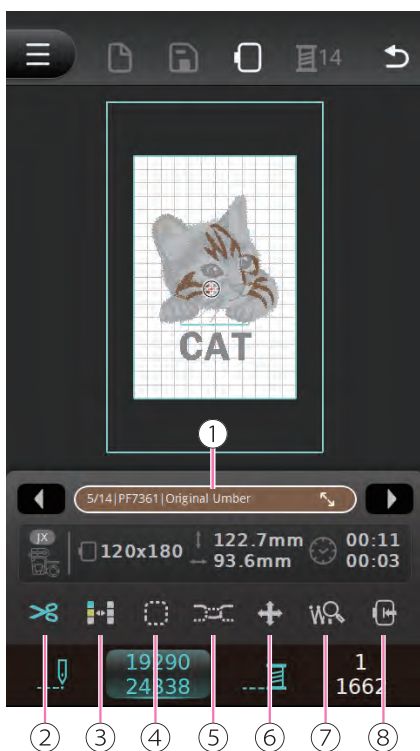 14
CAT
①
5/14|PF7361|Original Umber
JX
120x180
122.7mm
93.6mm
00:11
00:03
19290
24838
1
1662
② ③ ④ ⑤ ⑥ ⑦ ⑧